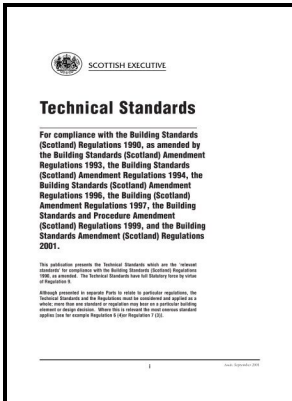 SCOTTISH EXECUTIVE
Technical Standards
For compliance with the Building Standards
(Scotland) Regulations 1990, as amended by
the Building Standards (Scotland) Amendment
Regulations 1993, the Building Standards
(Scotland) Amendment Regulations 1994, the
Building Standards (Scotland) Amendment
Regulations 1996, the Building (Scotland)
Amendment Regulations 1997, the Building
Standards and Procedure Amendment
(Scotland) Regulations 1999, and the Building
Standards Amendment (Scotland) Regulations
2001.
This publication presents the Technical Standards which are the 'relevant
standards' for compliance with the Building Standards (Scotland) Regulations
1990, as amended. The Technical Standards have full Statutory force by virtue
of Regulation 9.
Although presented in separate Parts to relate to particular regulations, the
Technical Standards and the Regulations must be considered and applied as a
whole; more than one standard or regulation may bear on a particular building
element or design decision. Where this is relevant the most onerous standard
applies (see for example Regulation 8 (4)or Regulation 7 (3)).
1
September 2001